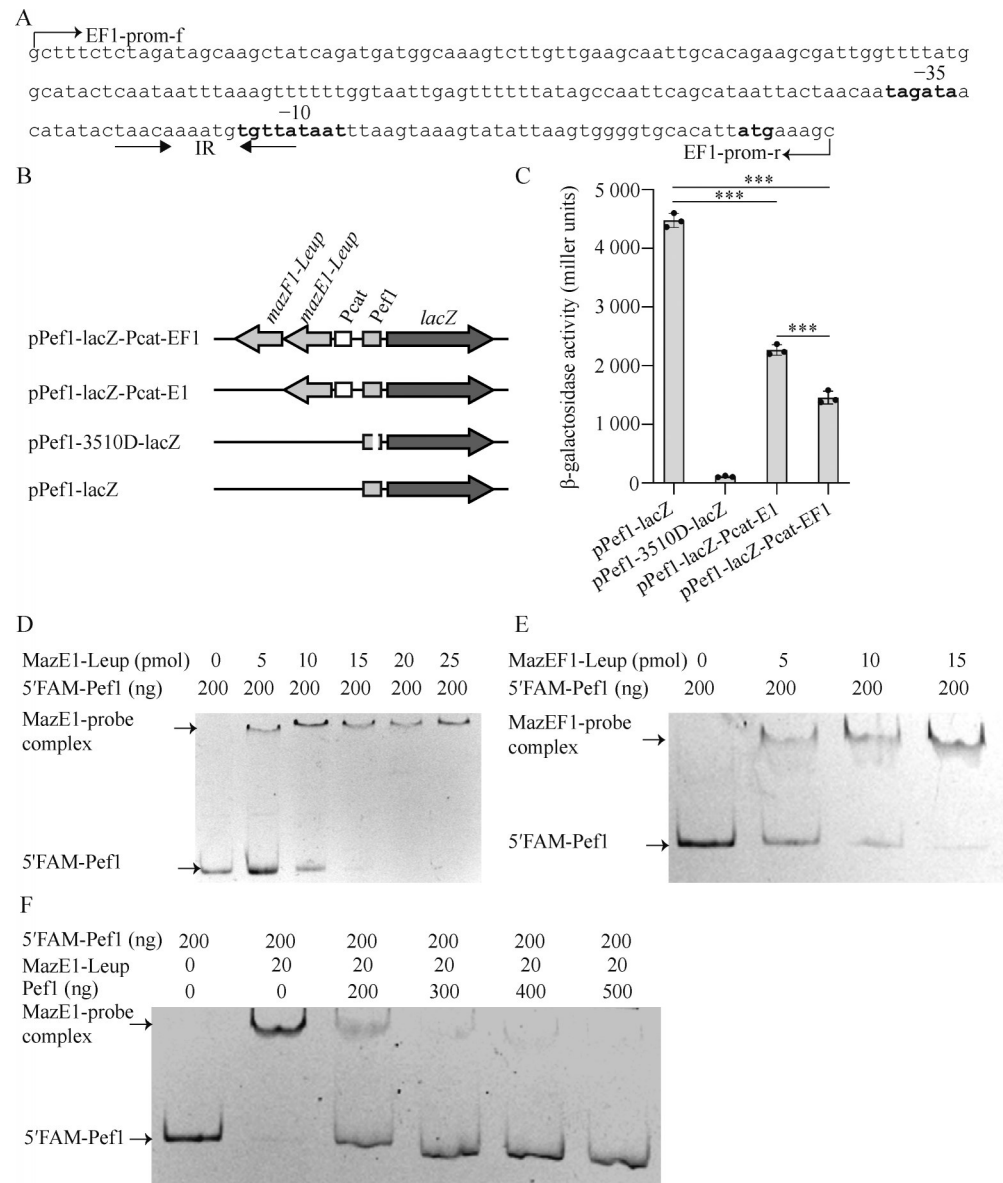 A
EF1-prom-f
gctttctctagatagcaagctatcagatgatggcaaagtcttgttgaagcaattgcacagaagcgattggttttatg
−35
gcatactcaataatttaaagttttttggtaattgagtttttttatagccaattcagcataattactaacaatagataa
−10
catatactaacaaaatgtgttataatttaagtaaagtatattaagtggggtgcacattatgaaagc
IR
EF1-prom-r
B
mazF1-Leup
mazE1-Leup
Pcat
Pef1
lacZ
pPef1-lacZ-Pcat-EF1
pPef1-lacZ-Pcat-E1
pPef1-3510D-lacZ
pPef1-lacZ
C
β-galactosidase activity (miller units)
5 000
4 000
3 000
2 000
1 000
0
***
***
***
pPef1-lacZ
pPef1-3510D-lacZ
pPef1-lacZ-Pcat-E1
pPef1-lacZ-Pcat-EF1
D
MazE1-Leup (pmol) 0 5 10 15 20 25
5′FAM-Pef1 (ng) 200 200 200 200 200 200
MazE1-probe
complex
5′FAM-Pef1
E
MazEF1-Leup (pmol) 0 5 10 15
5′FAM-Pef1 (ng) 200 200 200 200
MazEF1-probe
complex
5′FAM-Pef1
F
5′FAM-Pef1 (ng) 200 200 200 200 200 200
MazE1-Leup 0 20 20 20 20 20
Pef1 (ng) 0 0 200 300 400 500
MazE1-probe
complex
5′FAM-Pef1